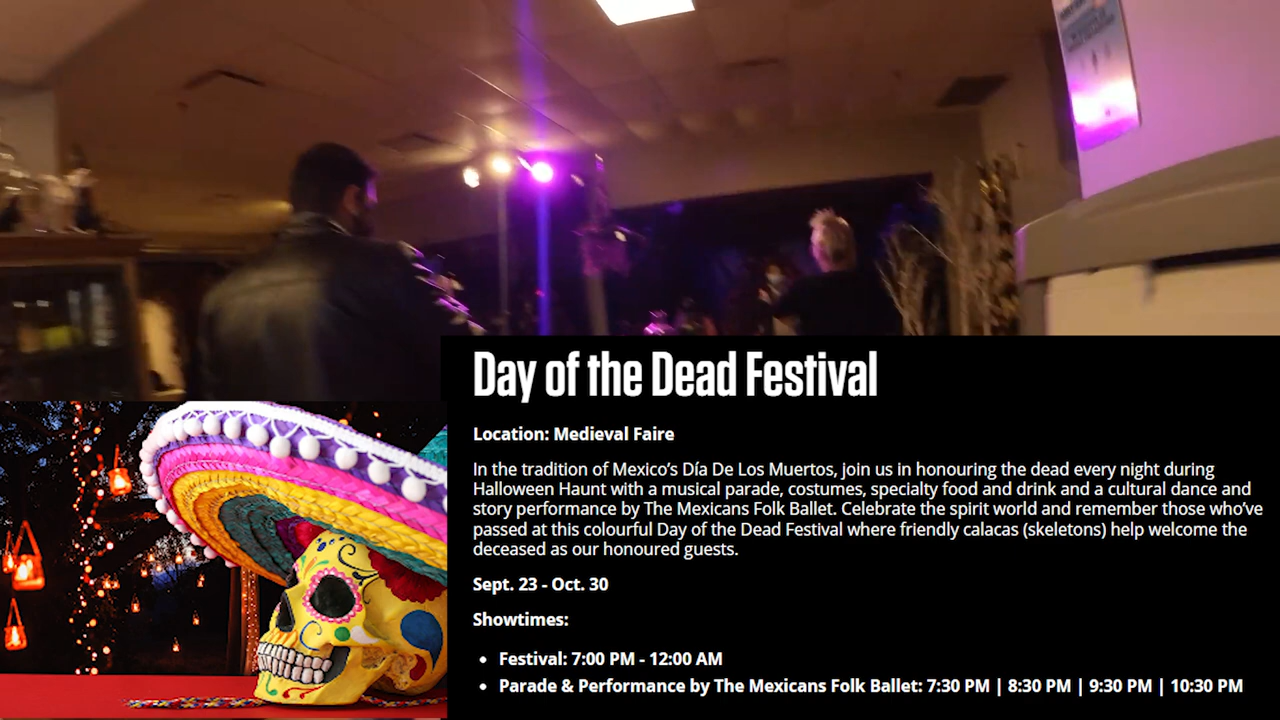 Day of the Dead Festival
Location: Medieval Faire
In the tradition of Mexico's Día De Los Muertos, join us in honouring the dead every night during
Halloween Haunt with a musical parade, costumes, specialty food and drink and a cultural dance and
story performance by The Mexicans Folk Ballet. Celebrate the spirit world and remember those who've
passed at this colourful Day of the Dead Festival where friendly calacas (skeletons) help welcome the
deceased as our honoured guests.
Sept. 23 - Oct. 30
Showtimes:
• Festival: 7:00 PM - 12:00 AM
• Parade & Performance by The Mexicans Folk Ballet: 7:30 PM | 8:30 PM | 9:30 PM | 10:30 PM